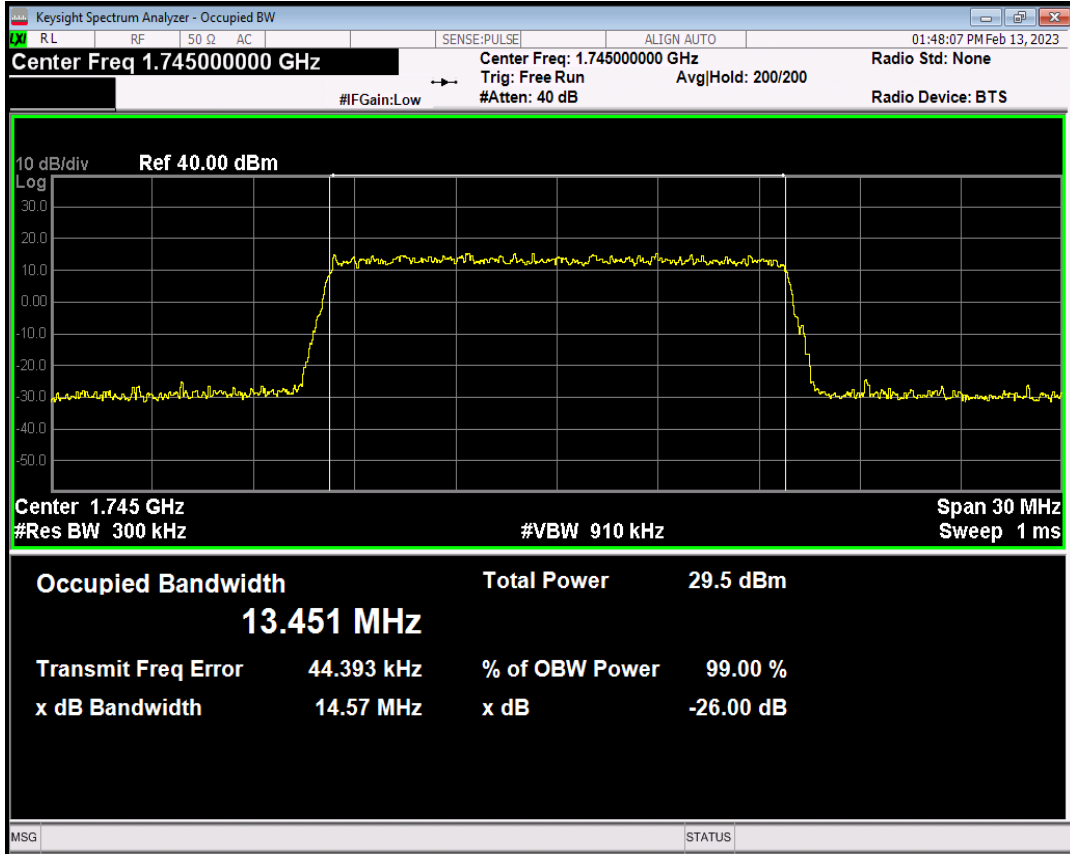 Keysight Spectrum Analyzer - Occupied BW
LXI RL RF 50 Ω AC SENSE:PULSE ALIGN AUTO 01:48:07 PM Feb 13, 2023
Center Freq 1.745000000 GHz Center Freq: 1.745000000 GHz Radio Std: None
Trig: Free Run Avg|Hold: 200/200
#IFGain:Low #Atten: 40 dB Radio Device: BTS
10 dB/div Ref 40.00 dBm
Log
30.0
20.0
10.0
0.00
-10.0
-20.0
-30.0
-40.0
-50.0
Center 1.745 GHz Span 30 MHz
#Res BW 300 kHz #VBW 910 kHz Sweep 1 ms
Occupied Bandwidth Total Power 29.5 dBm
13.451 MHz
Transmit Freq Error 44.393 kHz % of OBW Power 99.00 %
x dB Bandwidth 14.57 MHz x dB -26.00 dB
MSG STATUS